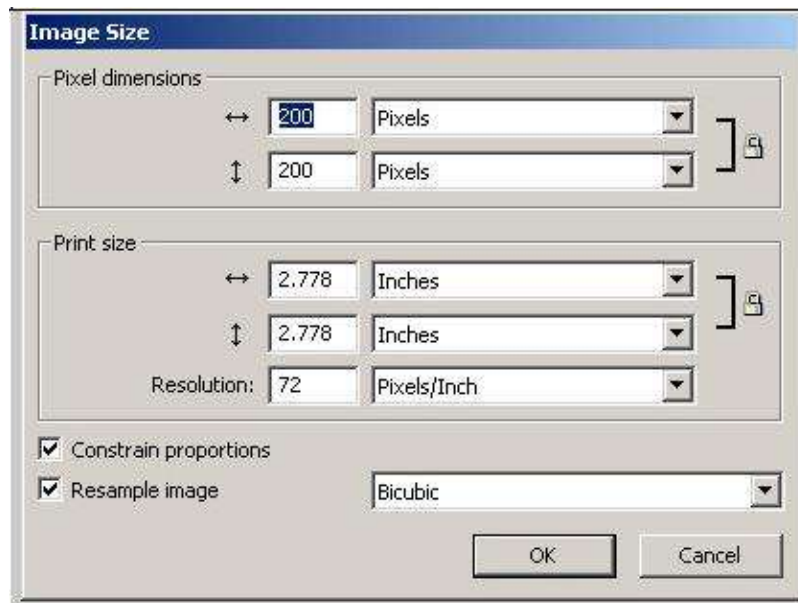 Image Size
Pixel dimensions
200 Pixels
200 Pixels
Print size
2.778 Inches
2.778 Inches
Resolution: 72 Pixels/Inch
Constrain proportions
Resample image Bicubic
OK Cancel